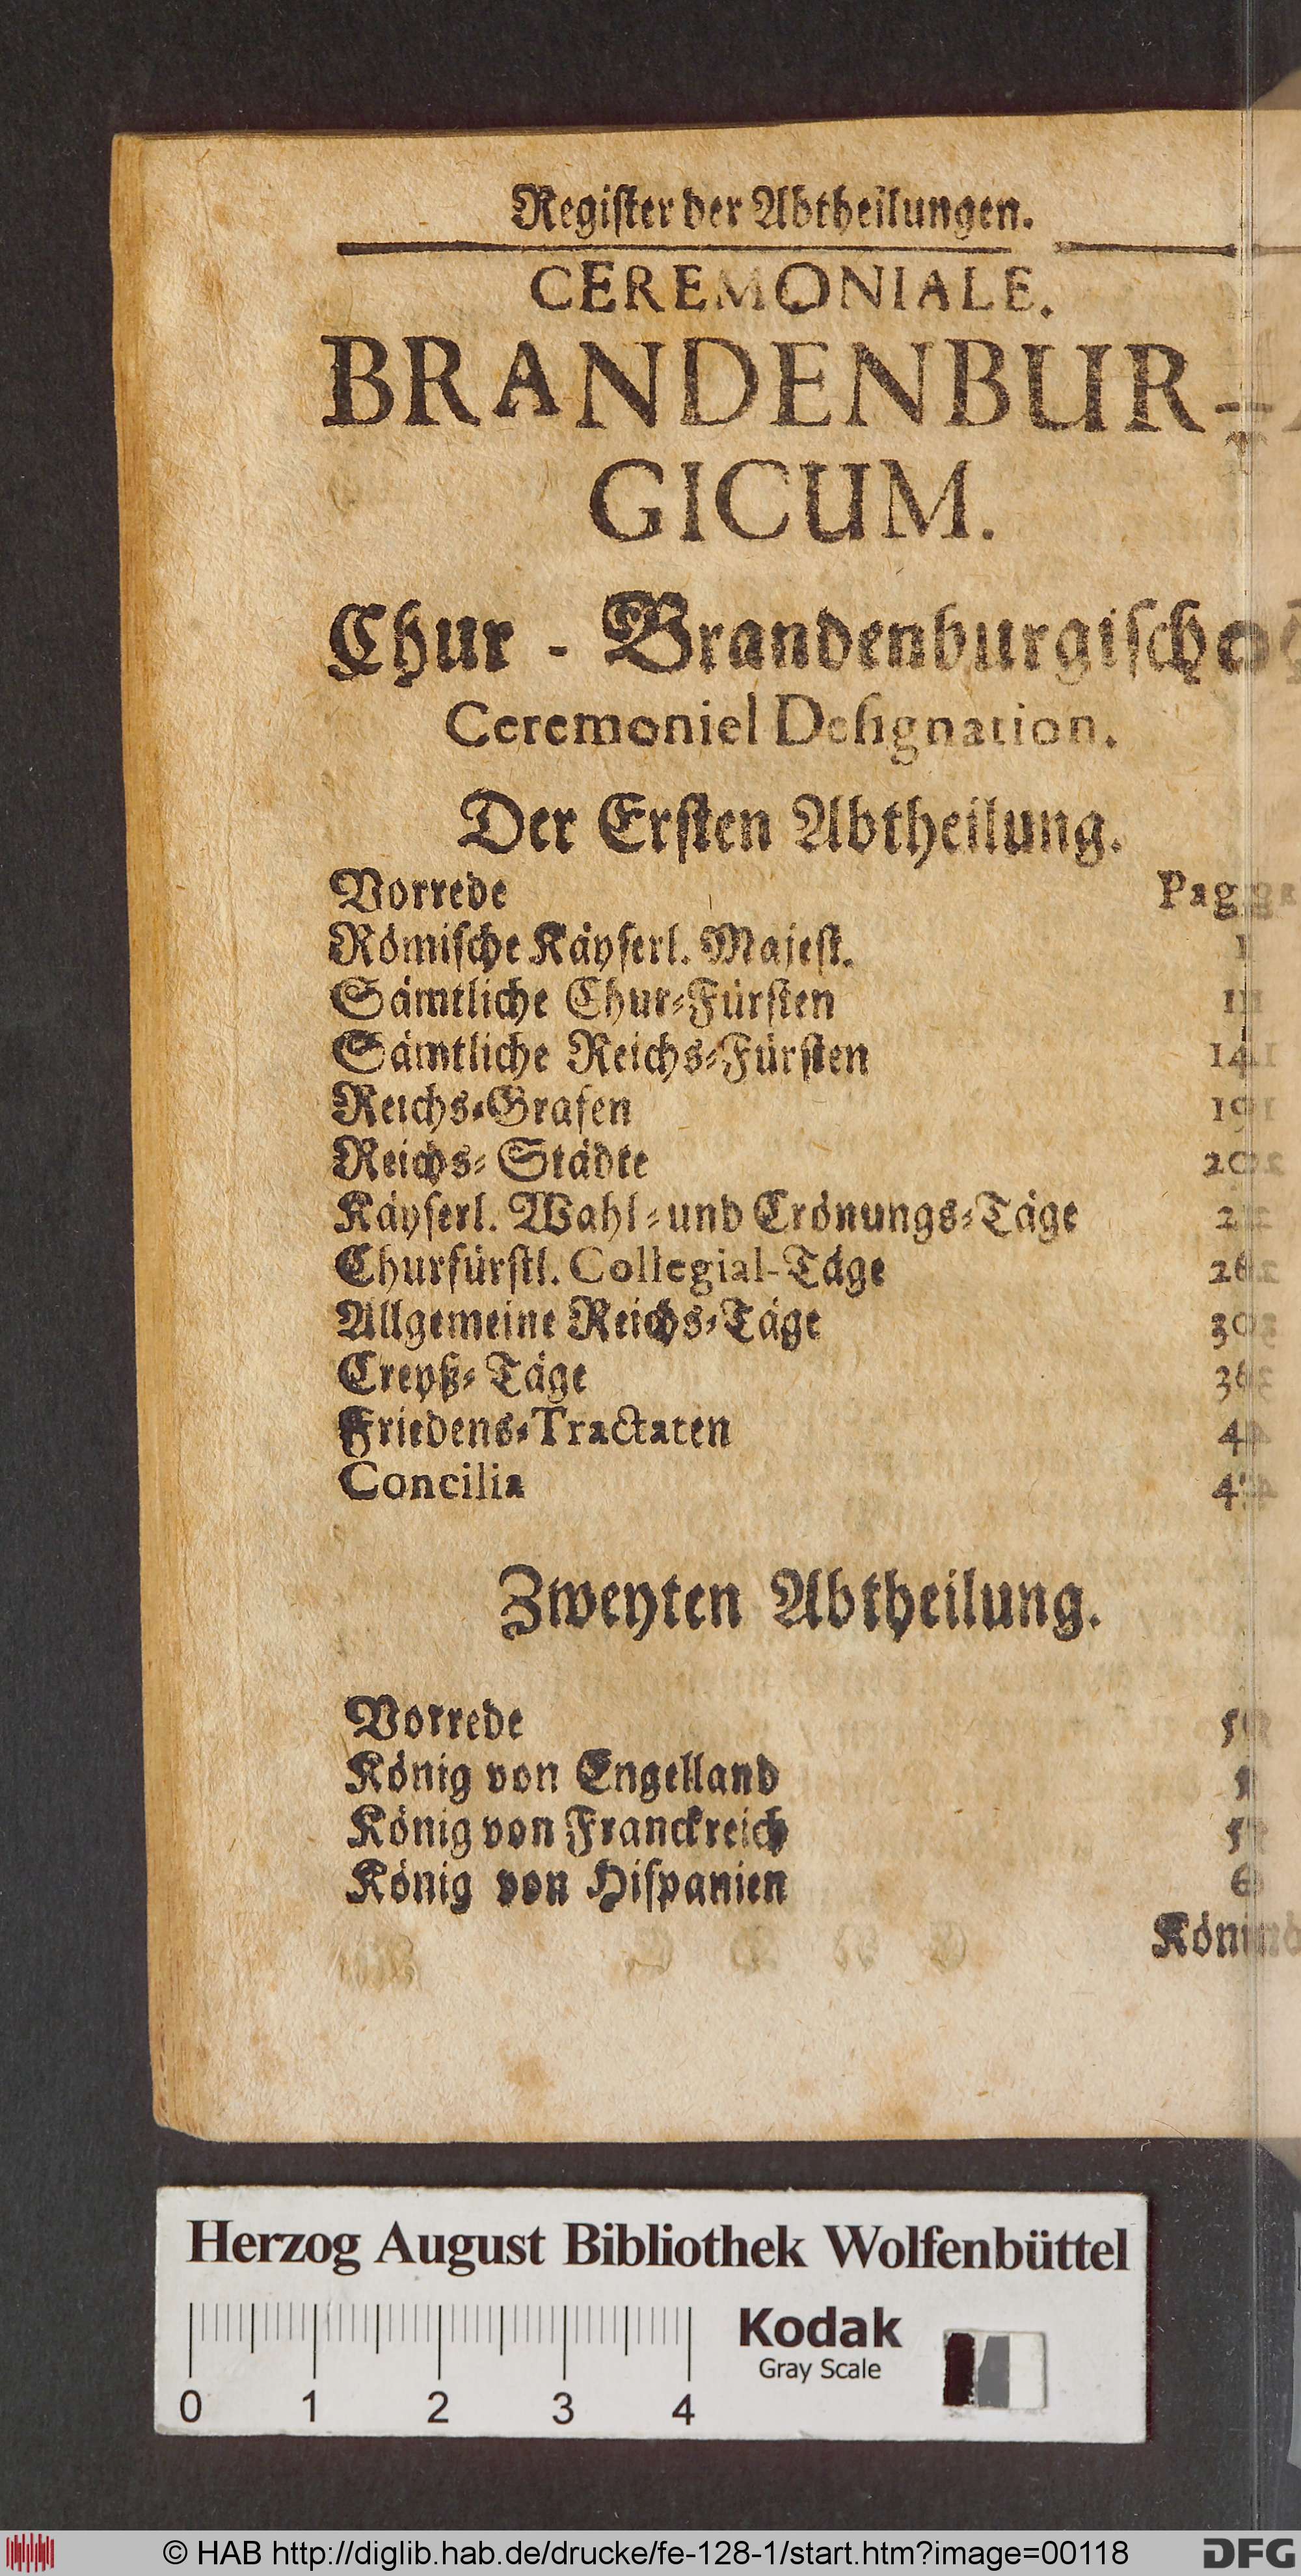 Register der Abtheilungen.
CEREMONIALE.
BRANDENBUR-
GICUM.
Chur - Brandenburgische
Ceremoniel Designation.
Der Ersten Abtheilung.
Vorrede Pag.
Römische Käyserl. Majest. 1
Sämtliche Chur-Fürsten
Sämtliche Reichs-Fürsten
Reichs-Grafen
Reichs-Städte
Käyserl. Wahl- und Crönungs-Täge
Churfürstl. Collegial-Täge
Allgemeine Reichs-Täge
Creyß-Täge
Friedens-Tractaten
Concilia
Zweyten Abtheilung.
Vorrede
König von Engelland
König von Franckreich
König von Hispanien
Herzog August Bibliothek Wolfenbüttel
Kodak
Gray Scale
0 1 2 3 4
© HAB http://diglib.hab.de/drucke/fe-128-1/start.htm?image=00118
DFG